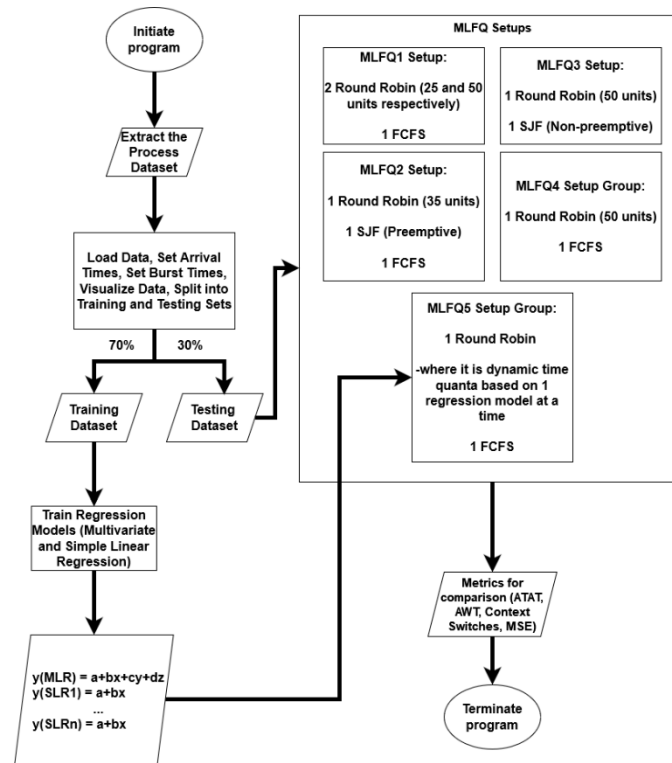 Initiate
program
Extract the
Process
Dataset
Load Data, Set Arrival
Times, Set Burst Times,
Visualize Data, Split into
Training and Testing Sets
70%
30%
Training
Dataset
Testing
Dataset
Train Regression
Models (Multivariate
and Simple Linear
Regression)
y(MLR) = a+bx+cy+dz
y(SLR1) = a+bx
...
y(SLRn) = a+bx
MLFQ Setups
MLFQ1 Setup:
2 Round Robin (25 and 50
units respectively)
1 FCFS
MLFQ3 Setup:
1 Round Robin (50 units)
1 SJF (Non-preemptive)
MLFQ2 Setup:
1 Round Robin (35 units)
1 SJF (Preemptive)
1 FCFS
MLFQ4 Setup Group:
1 Round Robin (50 units)
1 FCFS
MLFQ5 Setup Group:
1 Round Robin
-where it is dynamic time
quanta based on 1
regression model at a
time
1 FCFS
Metrics for
comparison (ATAT,
AWT, Context
Switches, MSE)
Terminate
program